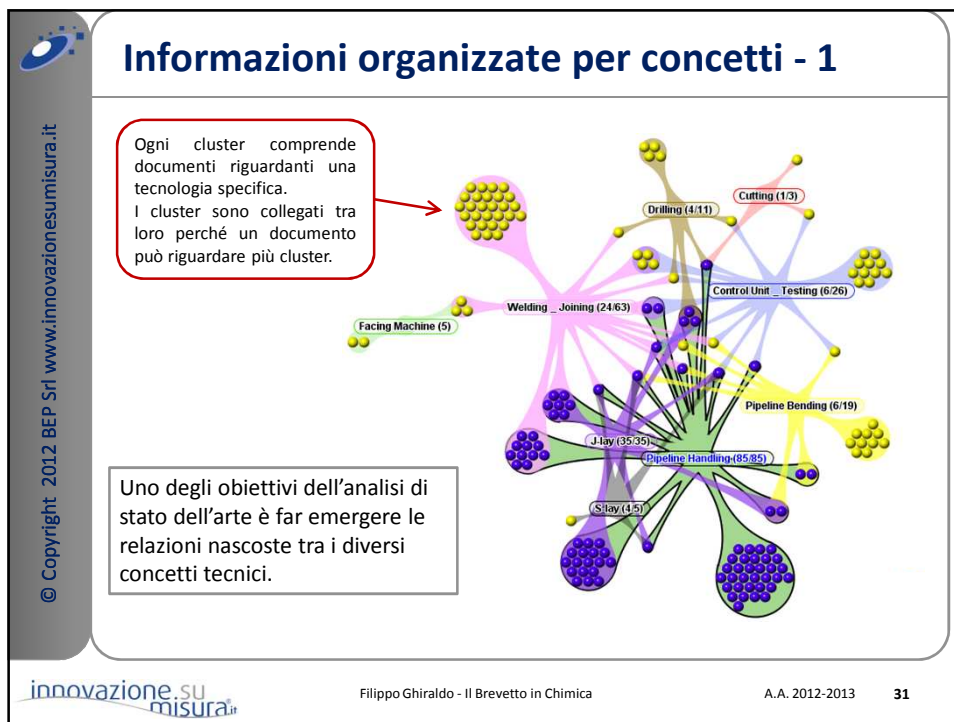 Informazioni organizzate per concetti - 1
© Copyright 2012 BEP Srl www.innovazionesumisura.it
Ogni cluster comprende
documenti riguardanti una
tecnologia specifica.
I cluster sono collegati tra
loro perché un documento
può riguardare più cluster.
Drilling (4/11)
Cutting (1/3)
Control Unit _ Testing (6/26)
Welding _ Joining (24/63)
Facing Machine (5)
Pipeline Bending (6/19)
J-lay (35/35)
Pipeline Handling (85/85)
S-lay (4/5)
Uno degli obiettivi dell'analisi di
stato dell'arte è far emergere le
relazioni nascoste tra i diversi
concetti tecnici.
innovazione.su
misura.it
Filippo Ghiraldo - Il Brevetto in Chimica
A.A. 2012-2013
31